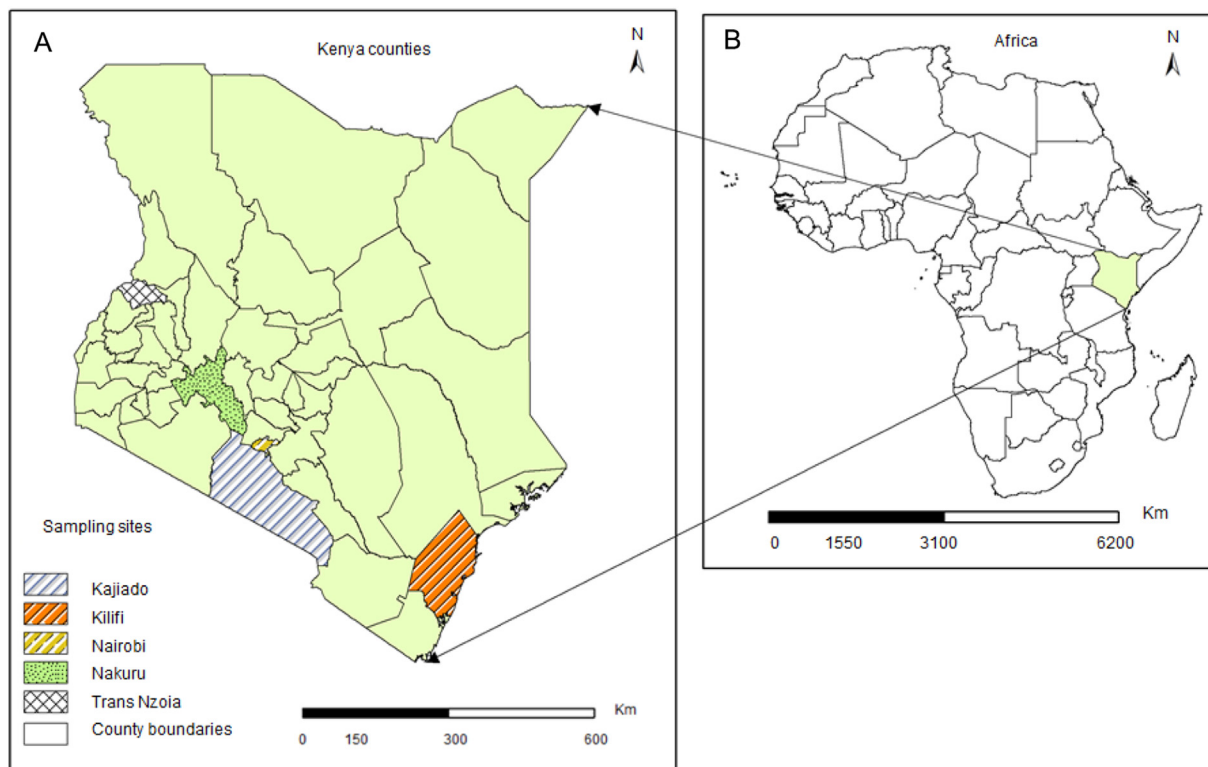 A
Kenya counties
N
Sampling sites
Kajiado
Kilifi
Nairobi
Nakuru
Trans Nzoia
County boundaries
Km
0 150 300 600
B
Africa
N
Km
0 1550 3100 6200